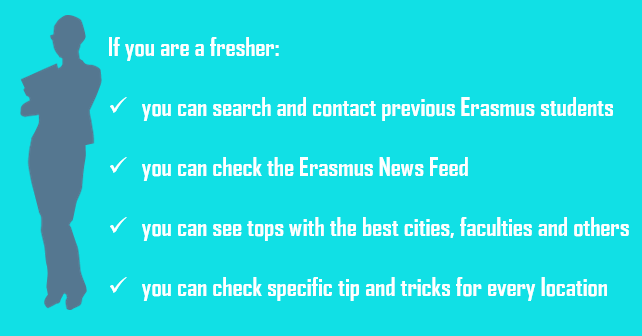 If you are a fresher:
✓ you can search and contact previous Erasmus students
✓ you can check the Erasmus News Feed
✓ you can see tops with the best cities, faculties and others
✓ you can check specific tip and tricks for every location